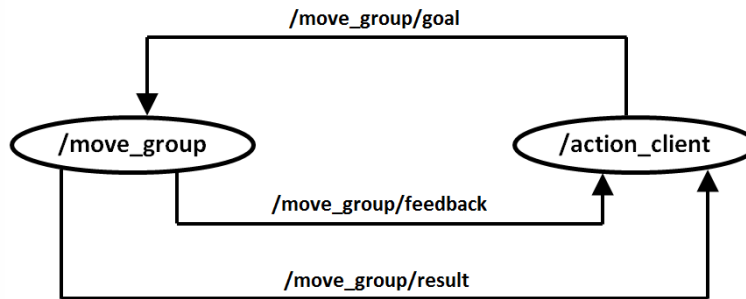 /move_group/goal
/move_group
/action_client
/move_group/feedback
/move_group/result